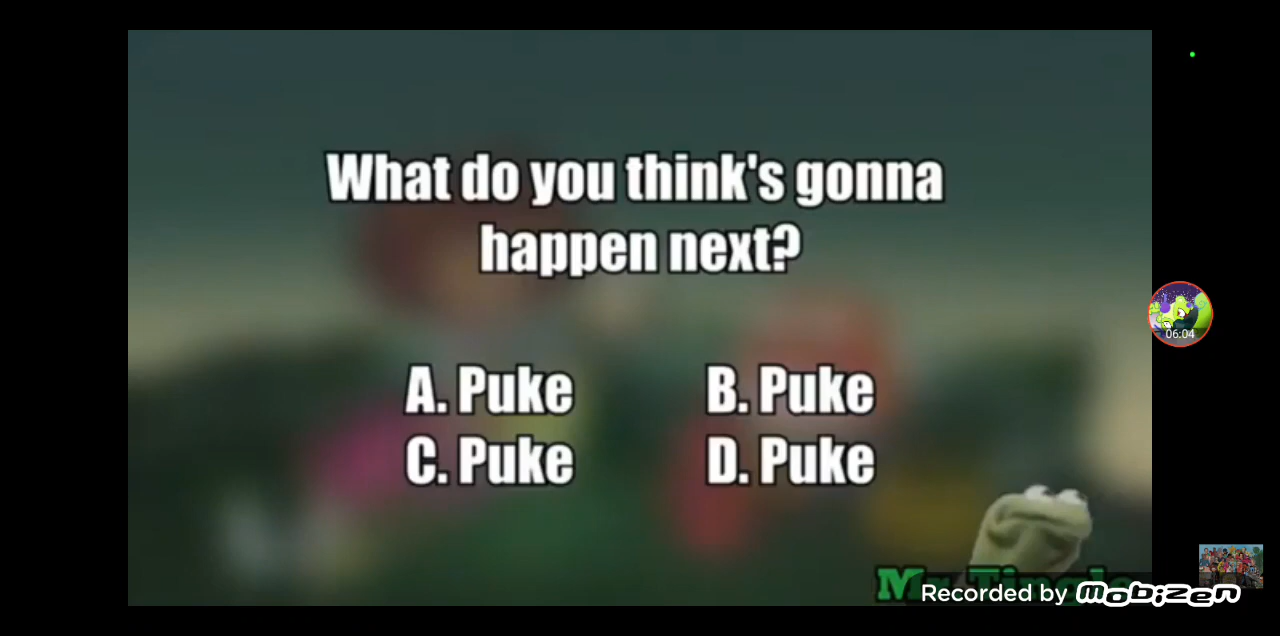 What do you think's gonna
happen next?
A. Puke
B. Puke
C. Puke
D. Puke
06:04
Recorded by mobizen